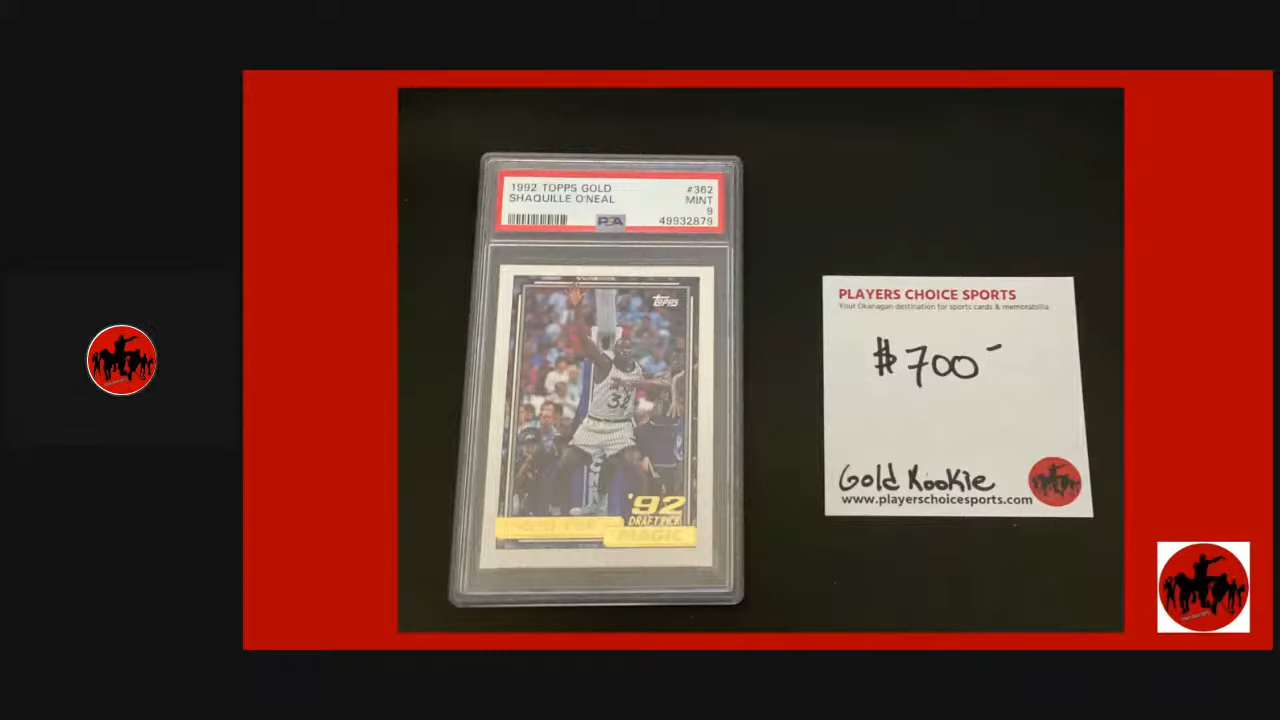 1992 TOPPS GOLD #362
SHAQUILLE O'NEAL MINT
9
PSA 49932879
Topps
32
'92
DRAFT PICK
MAGIC
PLAYERS CHOICE SPORTS
Your Okanagan destination for sports cards & memorabilia
$700-
Gold Rookie
www.playerschoicesports.com